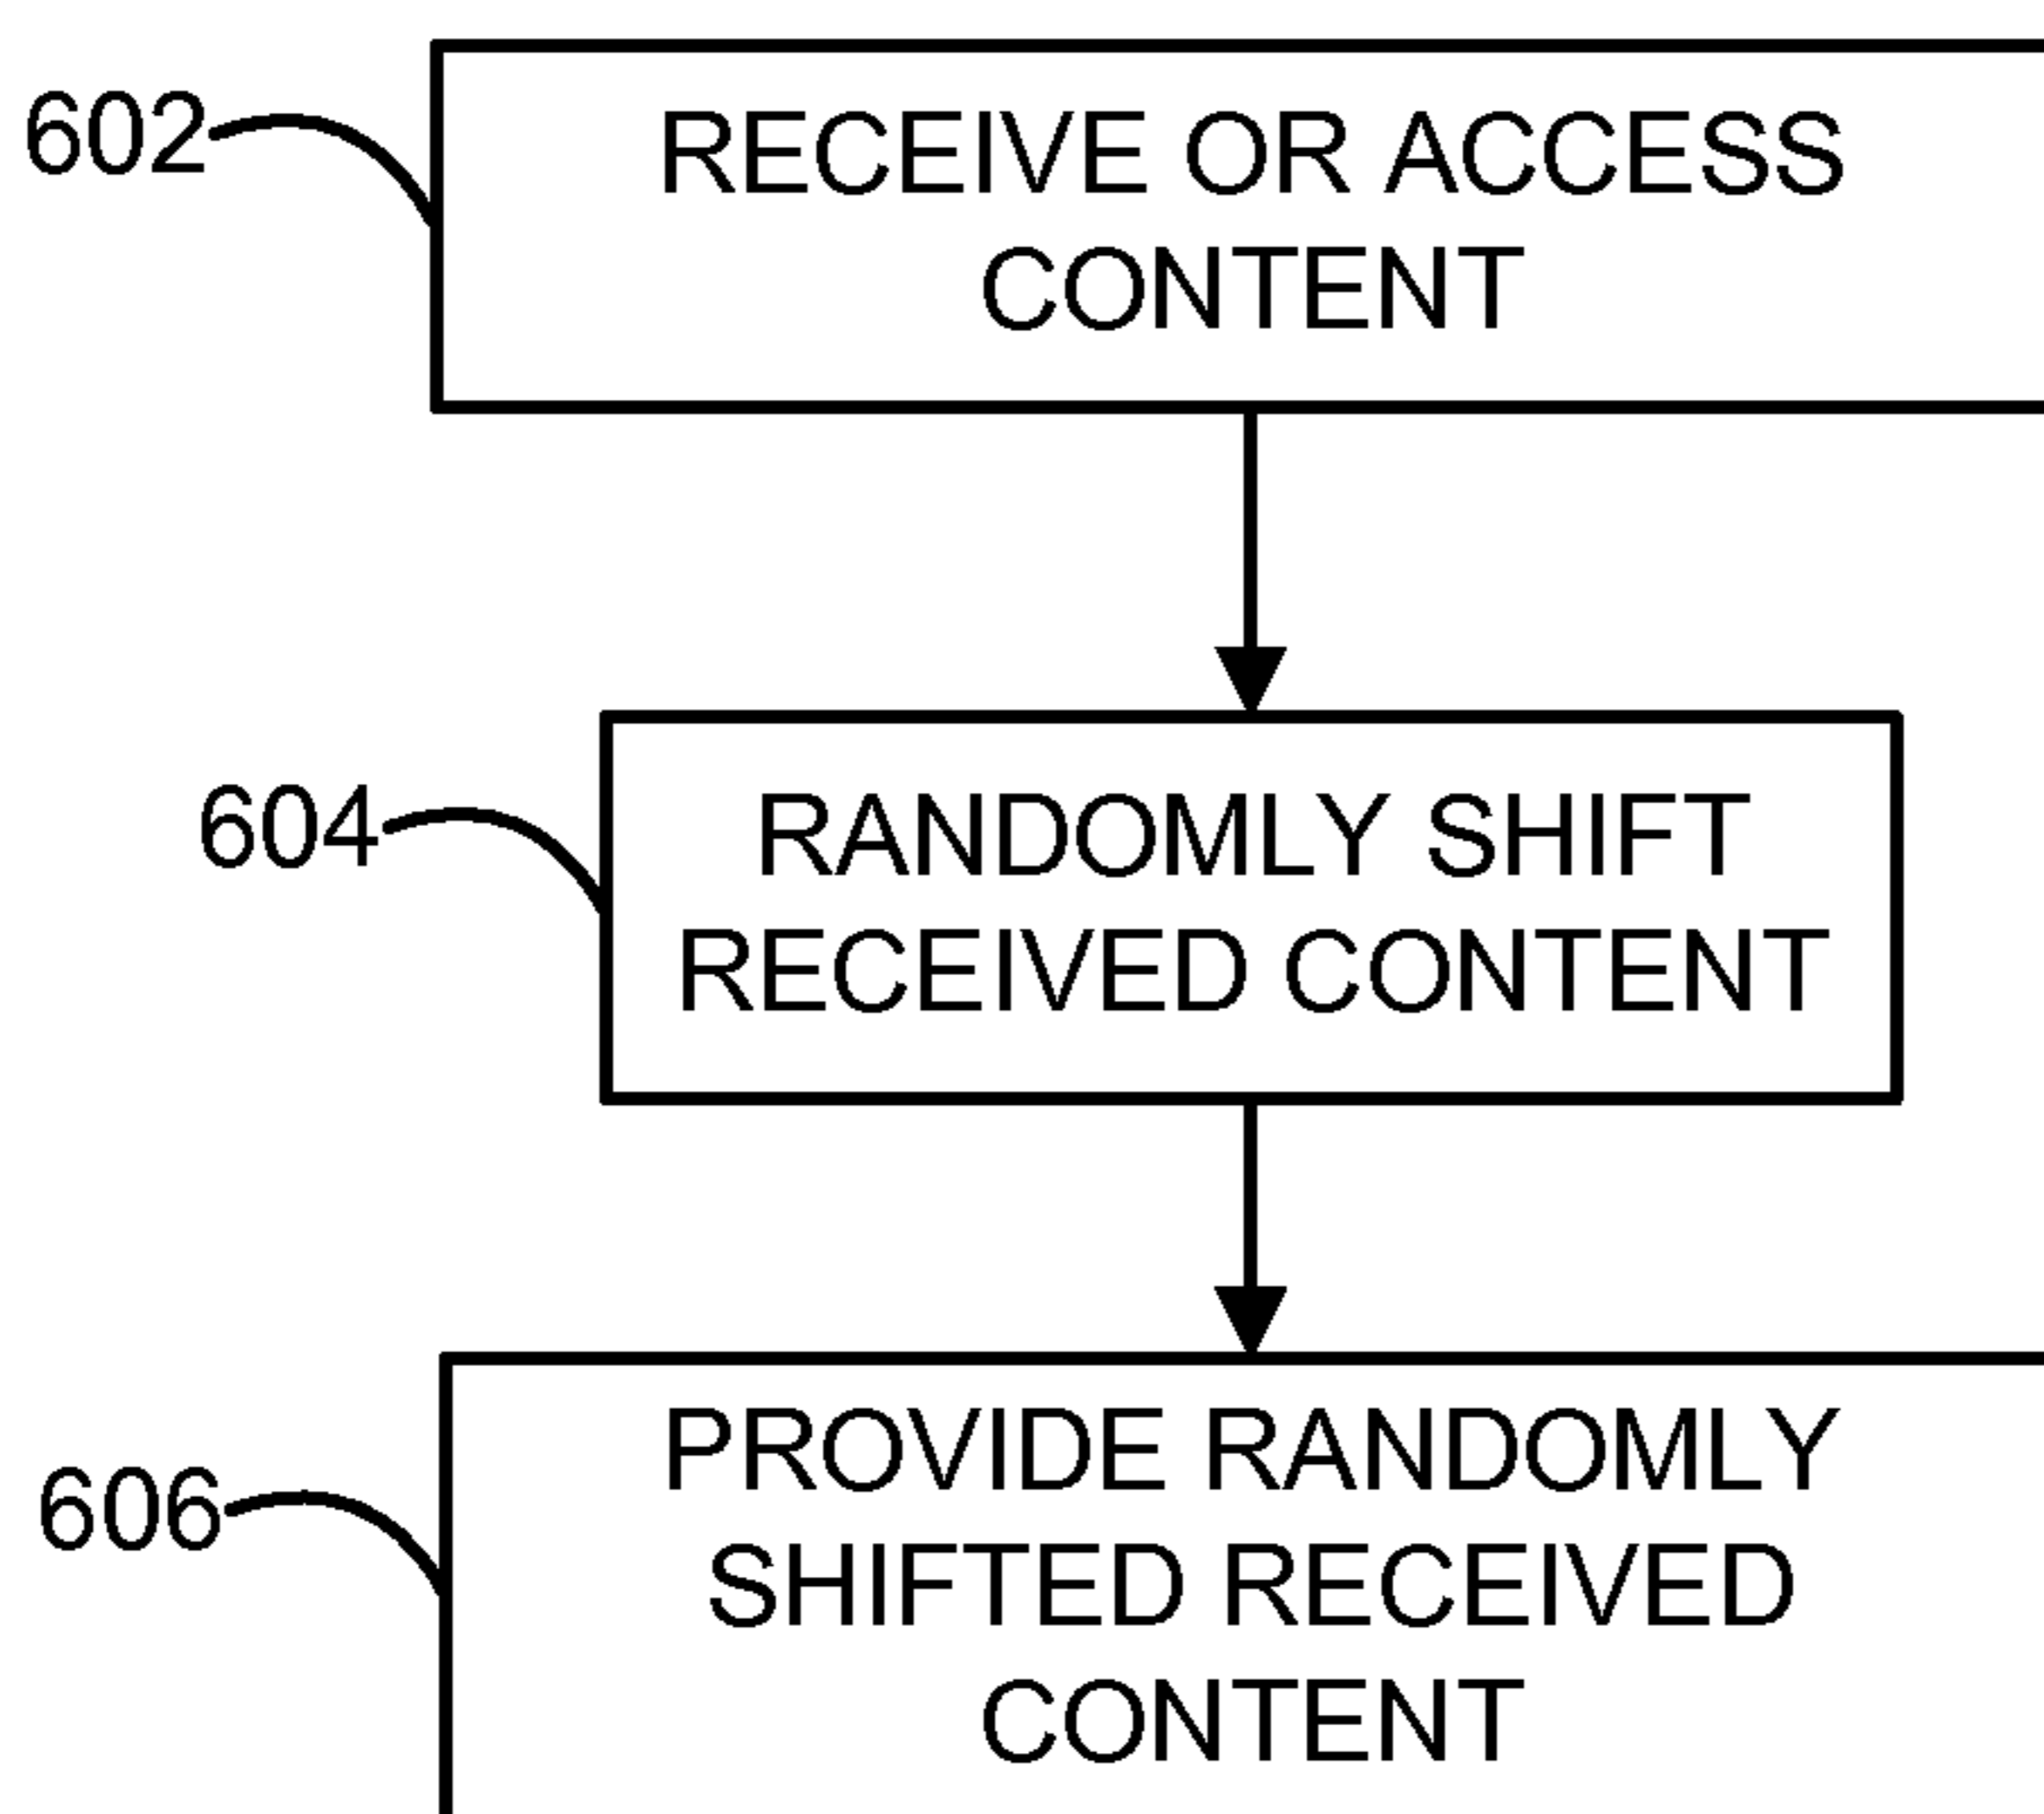 602
RECEIVE OR ACCESS
CONTENT
604
RANDOMLY SHIFT
RECEIVED CONTENT
606
PROVIDE RANDOMLY
SHIFTED RECEIVED
CONTENT